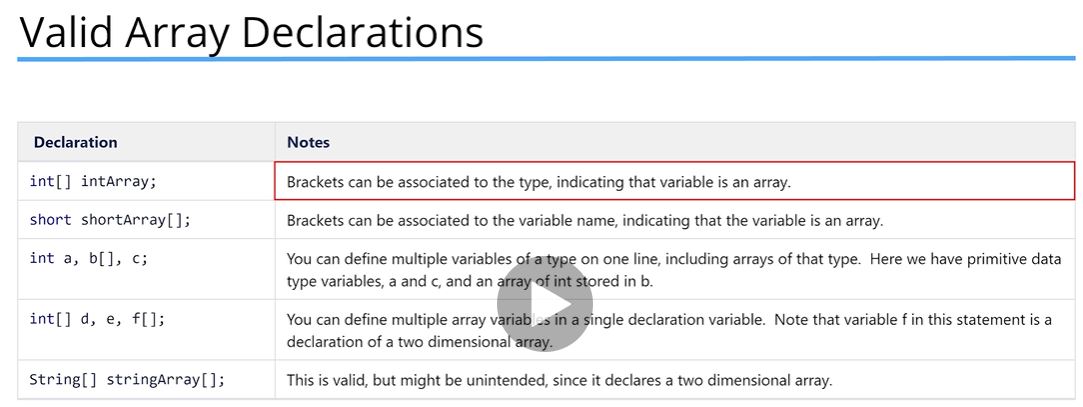 Valid Array Declarations
Declaration Notes
int[] intArray; Brackets can be associated to the type, indicating that variable is an array.
short shortArray[]; Brackets can be associated to the variable name, indicating that the variable is an array.
int a, b[], c; You can define multiple variables of a type on one line, including arrays of that type. Here we have primitive data
type variables, a and c, and an array of int stored in b.
int[] d, e, f[]; You can define multiple array variables in a single declaration variable. Note that variable f in this statement is a
declaration of a two dimensional array.
String[] stringArray[]; This is valid, but might be unintended, since it declares a two dimensional array.